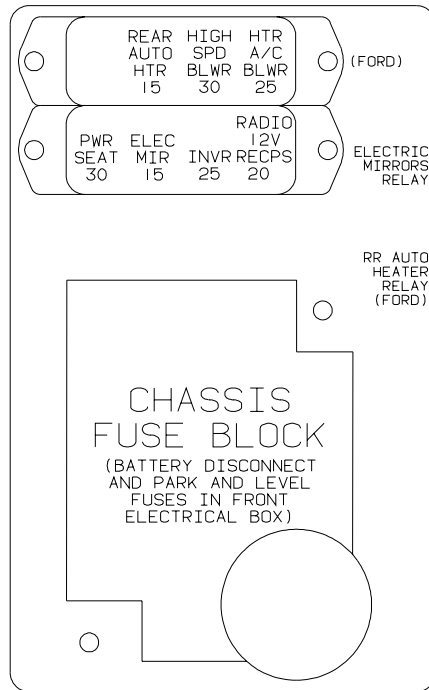 REAR HIGH HTR
AUTO SPD A/C
HTR BLWR BLWR
15 30 25
(FORD)
RADIO
PWR ELEC 12V
SEAT MIR INVR RECPS
30 15 25 20
ELECTRIC
MIRRORS
RELAY
RR AUTO
HEATER
RELAY
(FORD)
CHASSIS
FUSE BLOCK
(BATTERY DISCONNECT
AND PARK AND LEVEL
FUSES IN FRONT
ELECTRICAL BOX)